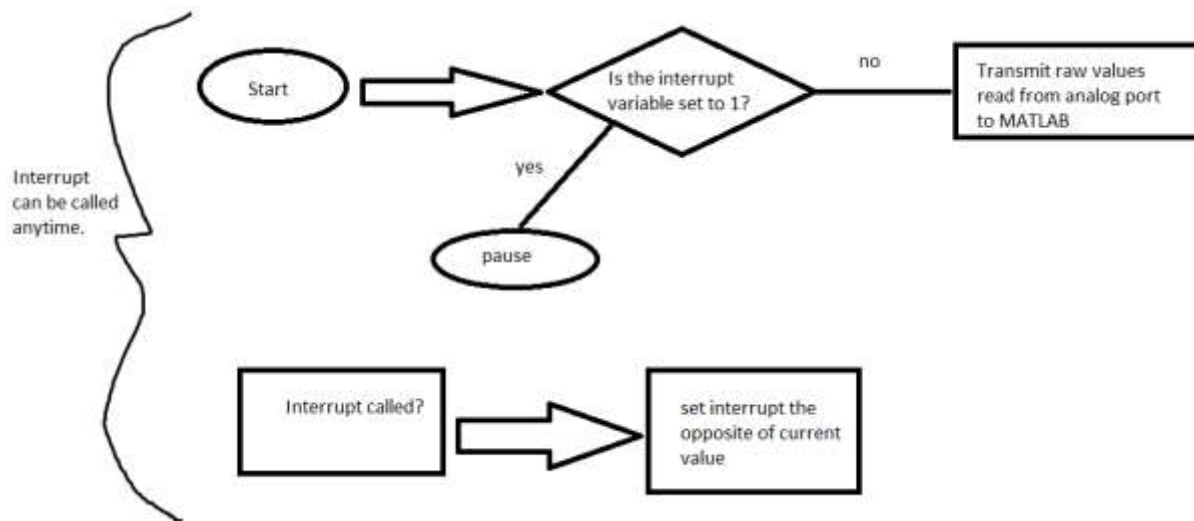 Start
Is the interrupt
variable set to 1?
no
Transmit raw values
read from analog port
to MATLAB
yes
pause
Interrupt
can be called
anytime.
Interrupt called?
set interrupt the
opposite of current
value